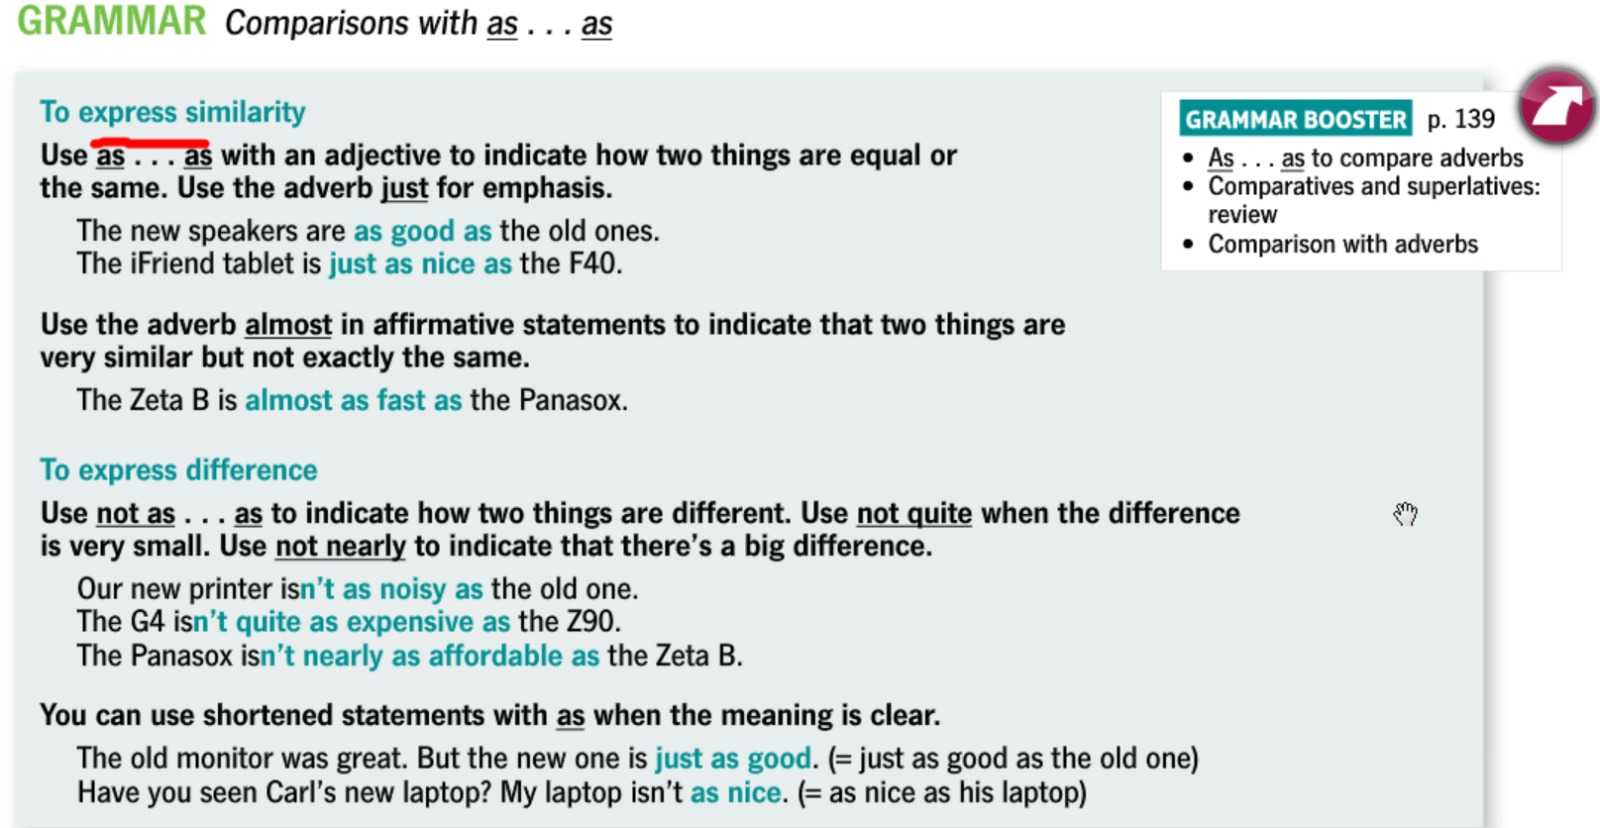 GRAMMAR Comparisons with as . . . as
To express similarity
Use as . . . as with an adjective to indicate how two things are equal or
the same. Use the adverb just for emphasis.
The new speakers are as good as the old ones.
The iFriend tablet is just as nice as the F40.
Use the adverb almost in affirmative statements to indicate that two things are
very similar but not exactly the same.
The Zeta B is almost as fast as the Panasox.
To express difference
Use not as . . . as to indicate how two things are different. Use not quite when the difference
is very small. Use not nearly to indicate that there's a big difference.
Our new printer isn't as noisy as the old one.
The G4 isn't quite as expensive as the Z90.
The Panasox isn't nearly as affordable as the Zeta B.
You can use shortened statements with as when the meaning is clear.
The old monitor was great. But the new one is just as good. (= just as good as the old one)
Have you seen Carl's new laptop? My laptop isn't as nice. (= as nice as his laptop)
GRAMMAR BOOSTER p. 139
• As . . . as to compare adverbs
• Comparatives and superlatives:
review
• Comparison with adverbs